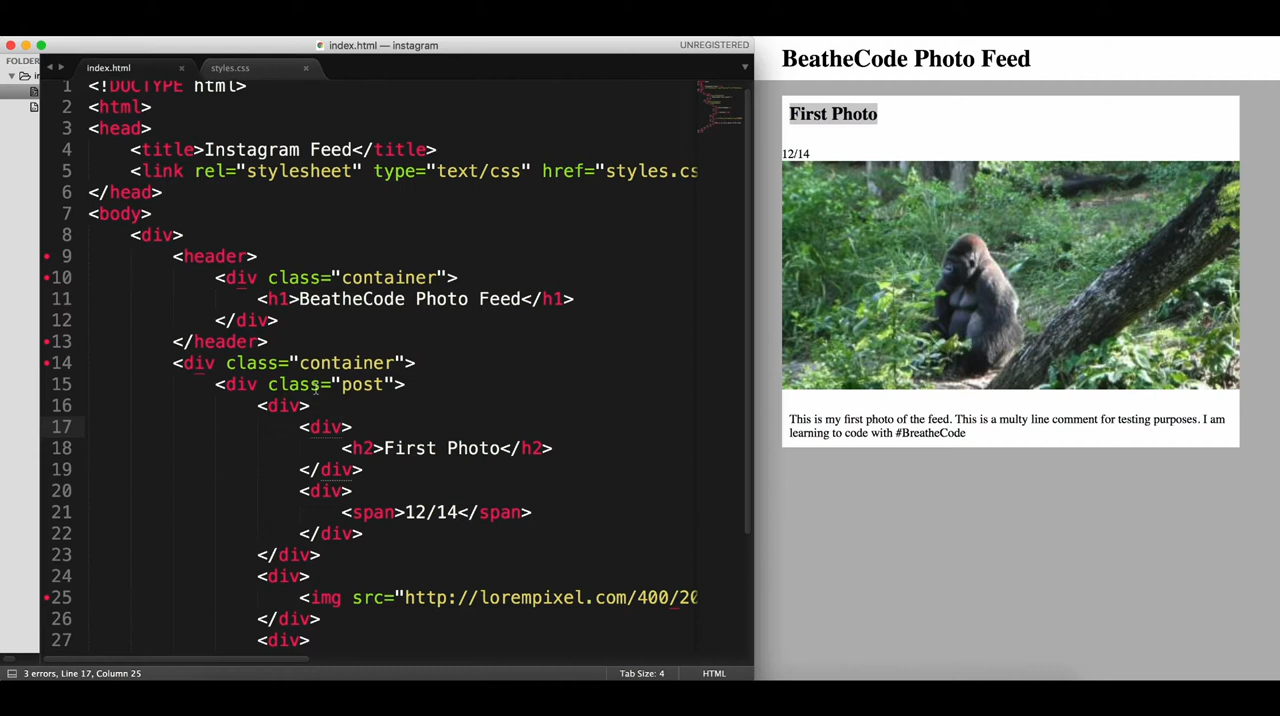 index.html — instagram
UNREGISTERED
FOLDER
index.html
styles.css
1 <!DOCTYPE html>
2 <html>
3 <head>
4 <title>Instagram Feed</title>
5 <link rel="stylesheet" type="text/css" href="styles.cs
6 </head>
7 <body>
8 <div>
9 <header>
10 <div class="container">
11 <h1>BeatheCode Photo Feed</h1>
12 </div>
13 </header>
14 <div class="container">
15 <div class="post">
16 <div>
17 <div>
18 <h2>First Photo</h2>
19 </div>
20 <div>
21 <span>12/14</span>
22 </div>
23 </div>
24 <div>
25 <img src="http://lorempixel.com/400/20
26 </div>
27 <div>
3 errors, Line 17, Column 25
Tab Size: 4
HTML
BeatheCode Photo Feed
First Photo
12/14
This is my first photo of the feed. This is a multy line comment for testing purposes. I am
learning to code with #BreatheCode